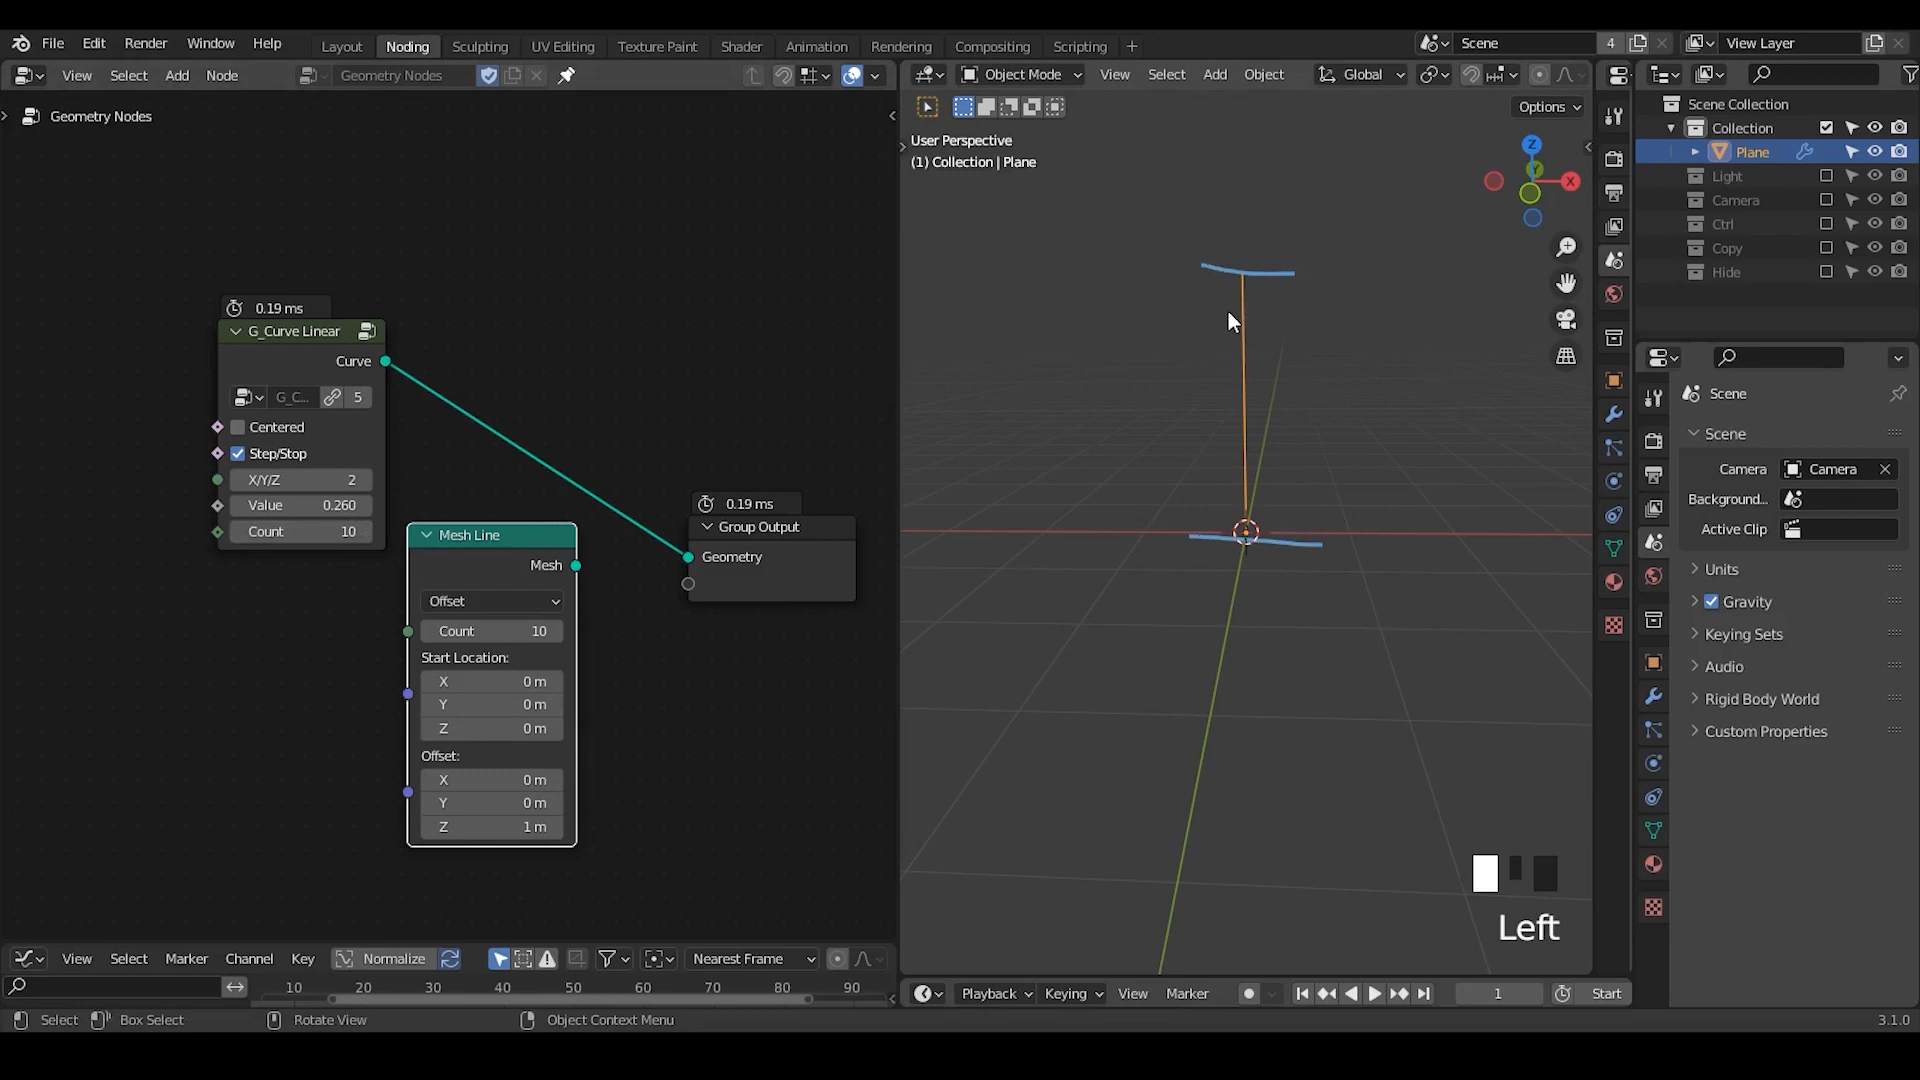 File Edit Render Window Help Layout Noding Sculpting UV Editing Texture Paint Shader Animation Rendering Compositing Scripting + Scene 4 View Layer
View Select Add Node Geometry Nodes Object Mode View Select Add Object Global
Options
Geometry Nodes
User Perspective
(1) Collection | Plane
Z
Y
X
Scene Collection
Collection
Plane
Light
Camera
Ctrl
Copy
Hide
0.19 ms
G_Curve Linear
Curve
G_C... 5
Centered
Step/Stop
X/Y/Z 2
Value 0.260
Count 10
Mesh Line
Mesh
Offset
Count 10
Start Location:
X 0 m
Y 0 m
Z 0 m
Offset:
X 0 m
Y 0 m
Z 1 m
0.19 ms
Group Output
Geometry
Scene
Scene
Camera Camera
Background...
Active Clip
Units
Gravity
Keying Sets
Audio
Rigid Body World
Custom Properties
Left
View Select Marker Channel Key Normalize Nearest Frame
10 20 30 40 50 60 70 80 90
Playback Keying View Marker 1 Start
Select Box Select Rotate View Object Context Menu 3.1.0